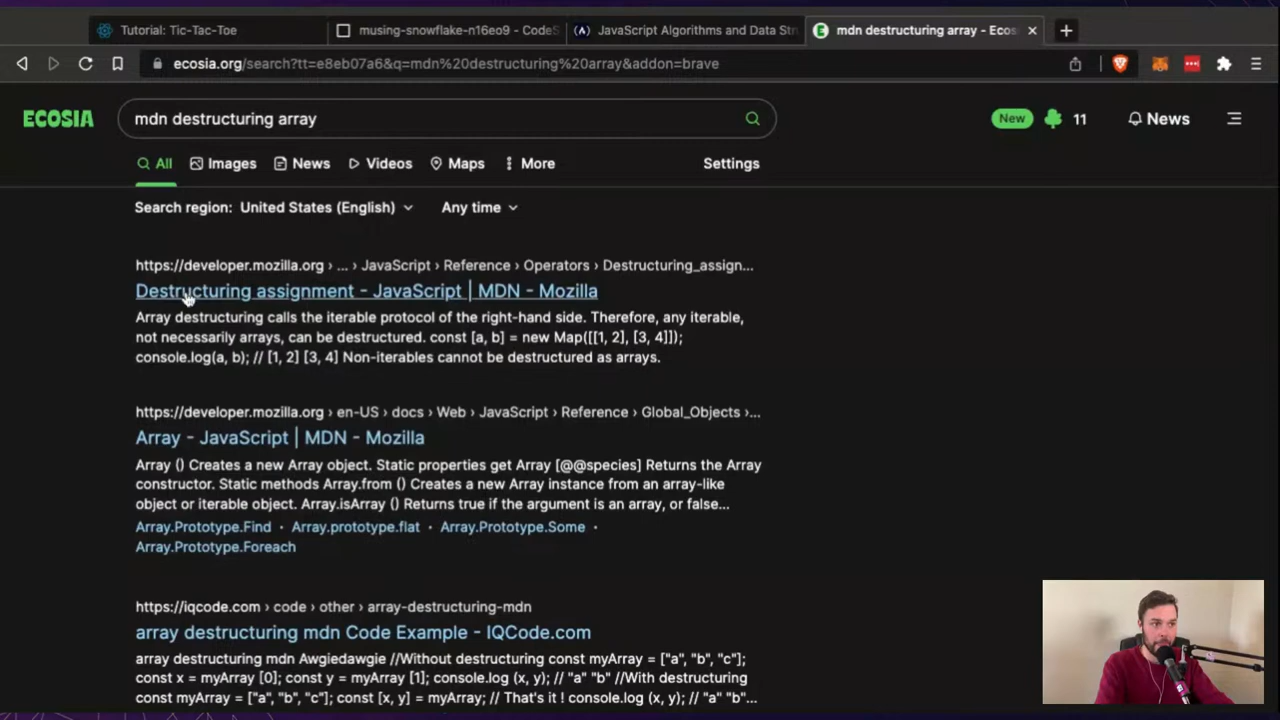 Tutorial: Tic-Tac-Toe
musing-snowflake-n16eo9 - CodeS
JavaScript Algorithms and Data Str
mdn destructuring array - Ecos
ecosia.org/search?tt=e8eb07a6&q=mdn%20destructuring%20array&addon=brave
ECOSIA
mdn destructuring array
New
11
News
All
Images
News
Videos
Maps
More
Settings
Search region: United States (English)
Any time
https://developer.mozilla.org › ... › JavaScript › Reference › Operators › Destructuring_assign...
Destructuring assignment - JavaScript | MDN - Mozilla
Array destructuring calls the iterable protocol of the right-hand side. Therefore, any iterable,
not necessarily arrays, can be destructured. const [a, b] = new Map([[1, 2], [3, 4]]);
console.log(a, b); // [1, 2] [3, 4] Non-iterables cannot be destructured as arrays.
https://developer.mozilla.org › en-US › docs › Web › JavaScript › Reference › Global_Objects ›...
Array - JavaScript | MDN - Mozilla
Array () Creates a new Array object. Static properties get Array [@@species] Returns the Array
constructor. Static methods Array.from () Creates a new Array instance from an array-like
object or iterable object. Array.isArray () Returns true if the argument is an array, or false...
Array.Prototype.Find · Array.prototype.flat · Array.Prototype.Some ·
Array.Prototype.Foreach
https://iqcode.com › code › other › array-destructuring-mdn
array destructuring mdn Code Example - IQCode.com
array destructuring mdn Awgiedawgie //Without destructuring const myArray = ["a", "b", "c"];
const x = myArray [0]; const y = myArray [1]; console.log (x, y); // "a" "b" //With destructuring
const myArray = ["a", "b", "c"]; const [x, y] = myArray; // That's it ! console.log (x, y); // "a" "b"...